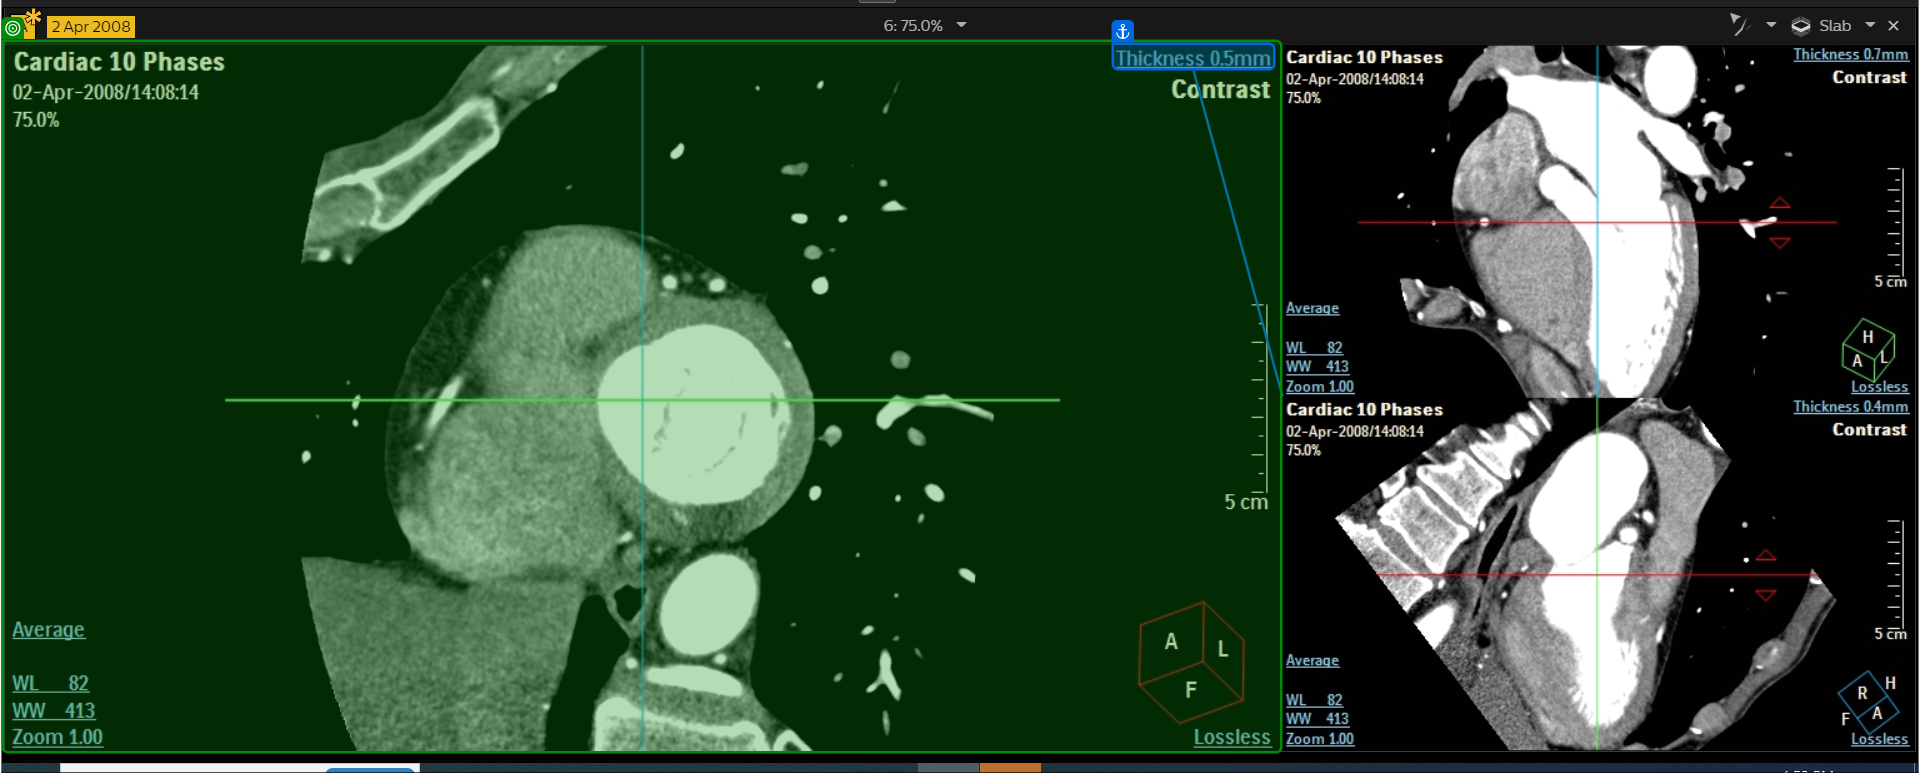 2 Apr 2008
6: 75.0%
Slab
Cardiac 10 Phases
02-Apr-2008/14:08:14
75.0%
Thickness 0.5mm
Contrast
5 cm
Average
WL 82
WW 413
Zoom 1.00
A
L
F
Lossless
Cardiac 10 Phases
02-Apr-2008/14:08:14
75.0%
Thickness 0.7mm
Contrast
5 cm
Average
WL 82
WW 413
Zoom 1.00
H
A
L
Lossless
Cardiac 10 Phases
02-Apr-2008/14:08:14
75.0%
Thickness 0.4mm
Contrast
5 cm
Average
WL 82
WW 413
Zoom 1.00
H
R
A
F
Lossless